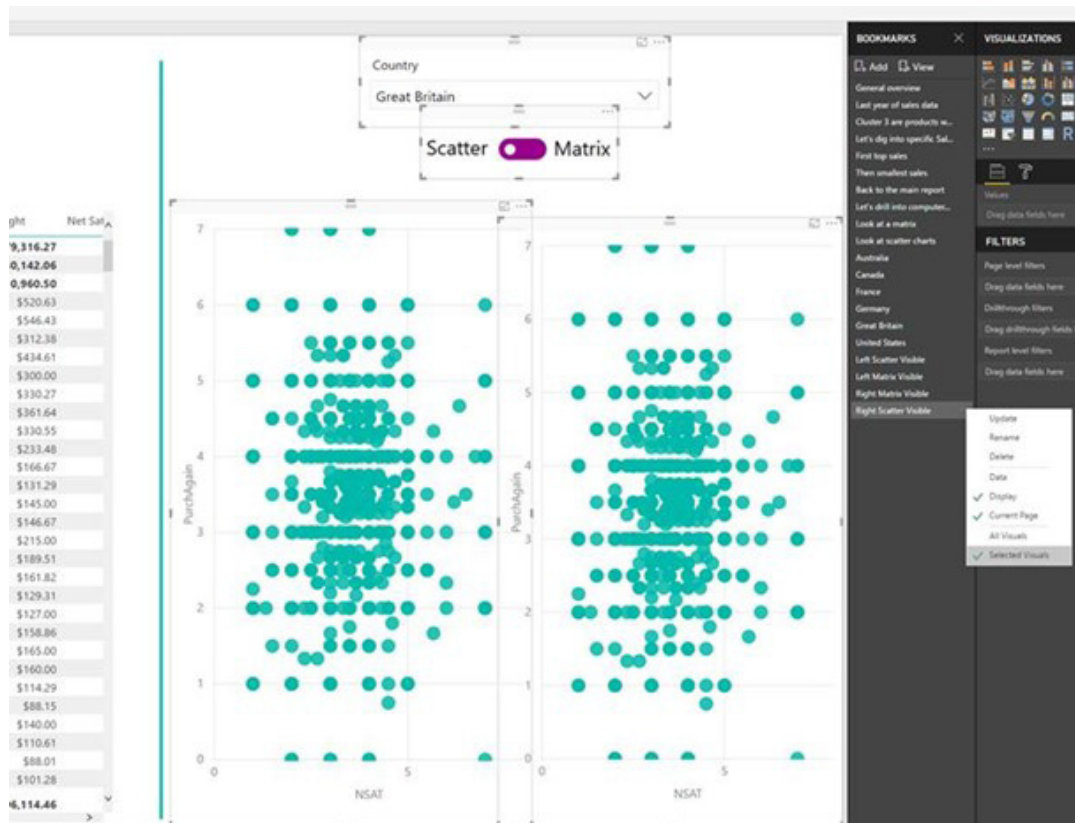 Country
Great Britain
Scatter Matrix
ght Net Sat
79,316.27
0,142.06
0,960.50
$520.63
$546.43
$312.38
$434.61
$300.00
$330.27
$361.64
$330.55
$233.48
$166.67
$131.29
$145.00
$146.67
$215.00
$189.51
$161.82
$129.31
$127.00
$158.86
$165.00
$160.00
$114.29
$88.15
$140.00
$110.61
$88.01
$101.28
6,114.46
PurchAgain
7
6
5
4
3
2
1
0
0 5
NSAT
PurchAgain
7
6
5
4
3
2
1
0
0 5
NSAT
BOOKMARKS
Add View
General overview
Last year of sales data
Cluster 3 are products w...
Let's dig into specific Sal...
First top sales
Then smallest sales
Back to the main report
Let's drill into computer...
Look at a matrix
Look at scatter charts
Australia
Canada
France
Germany
Great Britain
United States
Left Scatter Visible
Left Matrix Visible
Right Matrix Visible
Right Scatter Visible
Update
Rename
Delete
Data
Display
Current Page
All Visuals
Selected Visuals
VISUALIZATIONS
R
Values
Drag data fields here
FILTERS
Page level filters
Drag data fields here
Drillthrough filters
Drag drillthrough fields
Report level filters
Drag data fields here